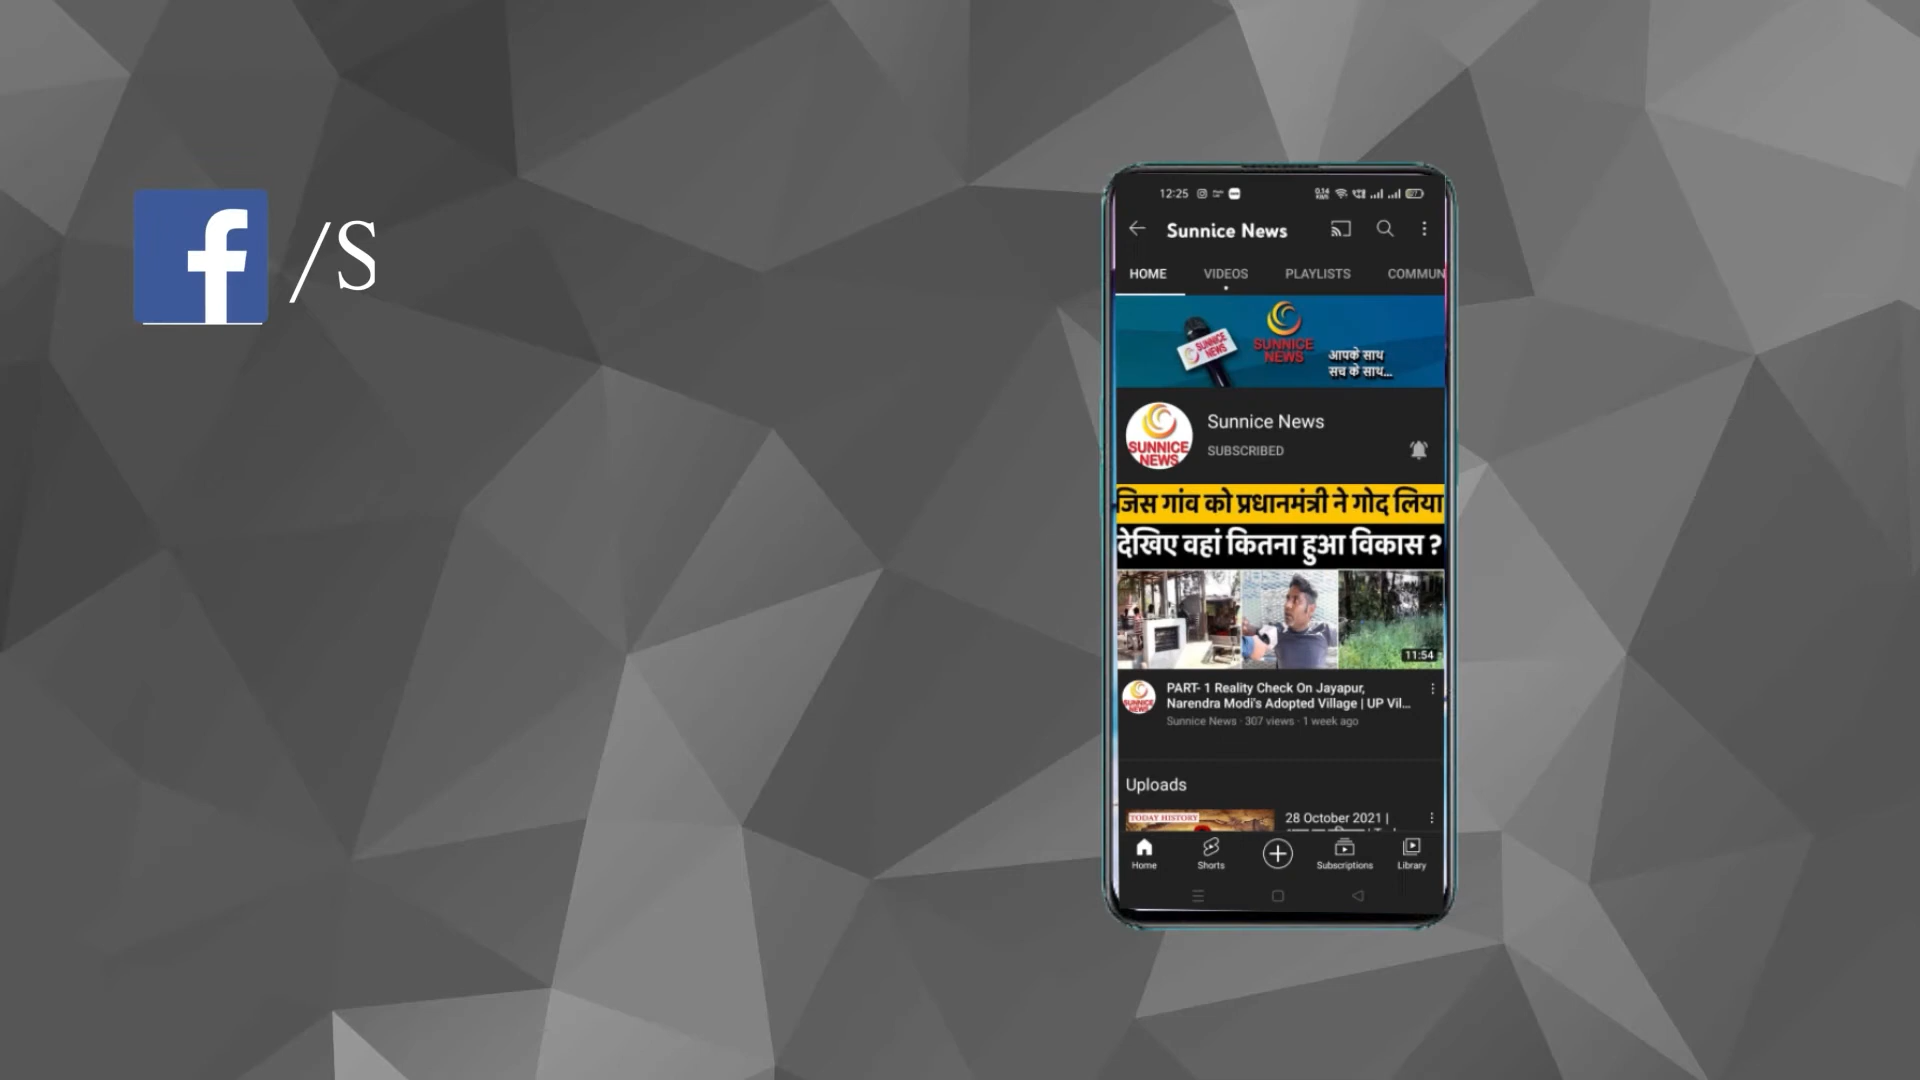 /S
12:25
Sunnice News
HOME VIDEOS PLAYLISTS COMMUN
SUNNICE
NEWS
SUNNICE
NEWS
आपके साथ
सच के साथ...
SUNNICE
NEWS
Sunnice News
SUBSCRIBED
जिस गांव को प्रधानमंत्री ने गोद लिया
देखिए वहां कितना हुआ विकास ?
11:54
SUNNICE
NEWS
PART- 1 Reality Check On Jayapur,
Narendra Modi's Adopted Village | UP Vil...
Sunnice News · 307 views · 1 week ago
Uploads
TODAY HISTORY
28 October 2021 |
Home Shorts Subscriptions Library